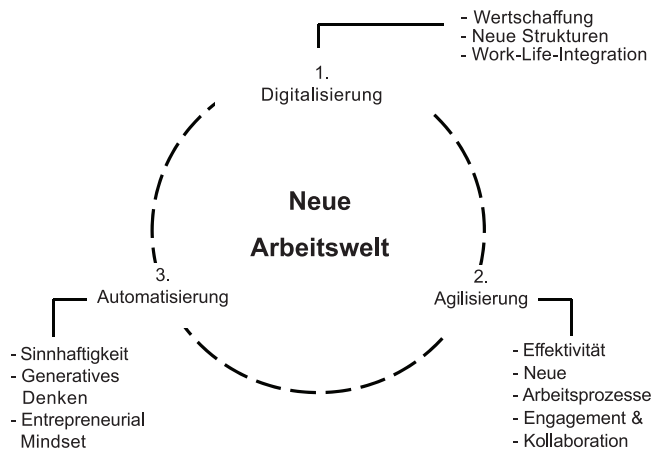 - Wertschaffung
- Neue Strukturen
- Work-Life-Integration
1.
Digitalisierung
Neue
Arbeitswelt
3.
Automatisierung
2.
Agilisierung
- Sinnhaftigkeit
- Generatives
Denken
- Entrepreneurial
Mindset
- Effektivität
- Neue
- Arbeitsprozesse
- Engagement &
- Kollaboration